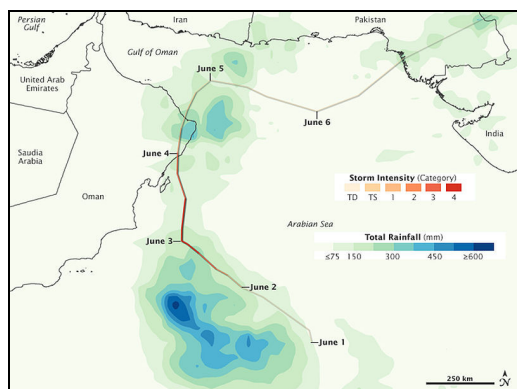 Persian
Gulf
Iran
Pakistan
Gulf of Oman
United Arab
Emirates
June 5
June 6
India
June 4
Saudi
Arabia
Storm Intensity (Category)
TD TS 1 2 3 4
Oman
Arabian Sea
June 3
Total Rainfall (mm)
≤75 150 300 450 ≥600
June 2
June 1
250 km
N